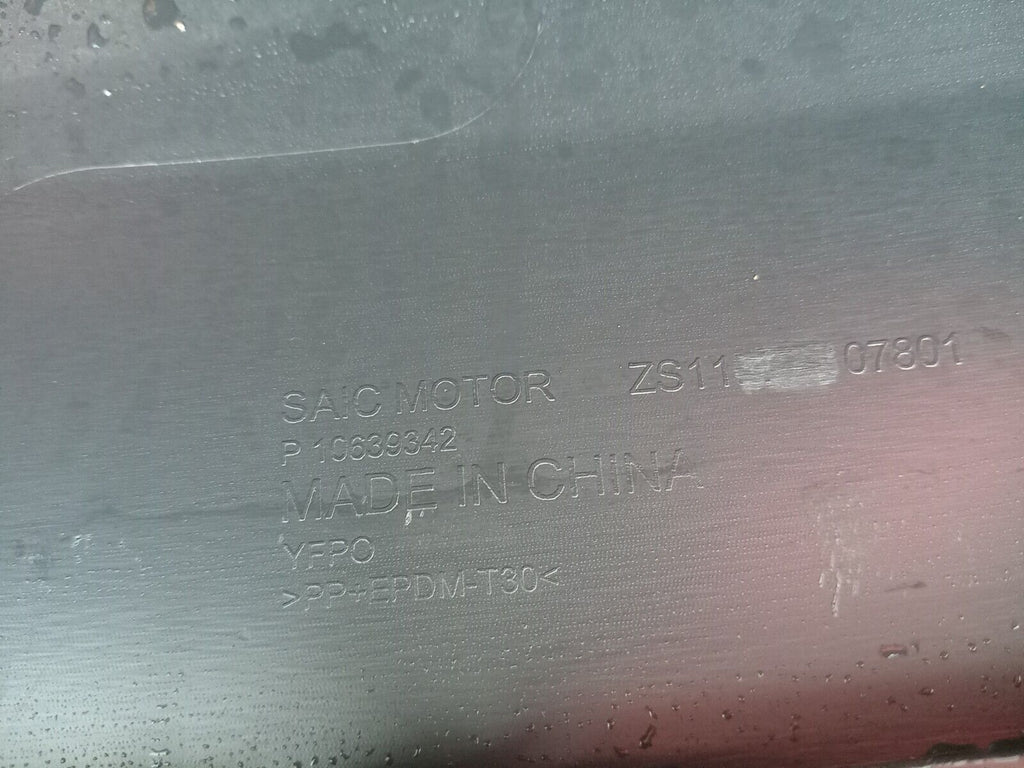 SAIC MOTOR ZS11 07801
P 10639342
MADE IN CHINA
YFPO
>PP+EPDM-T30<